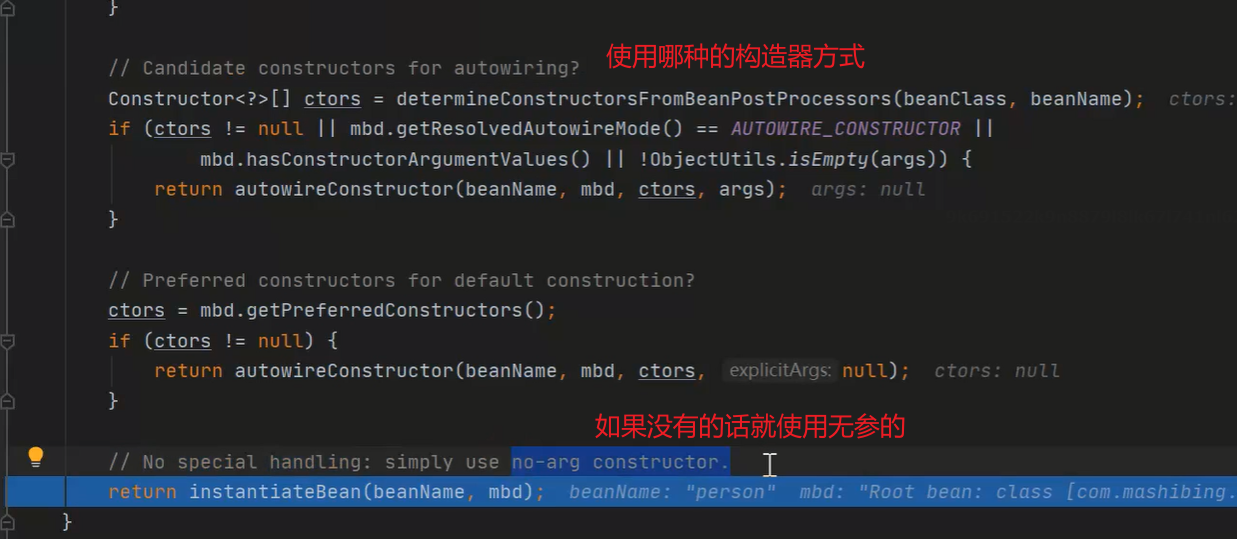 }
使用哪种的构造器方式
// Candidate constructors for autowiring?
Constructor<?>[] ctors = determineConstructorsFromBeanPostProcessors(beanClass, beanName); ctors:
if (ctors != null || mbd.getResolvedAutowireMode() == AUTOWIRE_CONSTRUCTOR ||
mbd.hasConstructorArgumentValues() || !ObjectUtils.isEmpty(args)) {
return autowireConstructor(beanName, mbd, ctors, args); args: null
}
// Preferred constructors for default construction?
ctors = mbd.getPreferredConstructors();
if (ctors != null) {
return autowireConstructor(beanName, mbd, ctors, explicitArgs: null); ctors: null
}
如果没有的话就使用无参的
// No special handling: simply use no-arg constructor.
return instantiateBean(beanName, mbd); beanName: "person" mbd: "Root bean: class [com.mashibing.
}